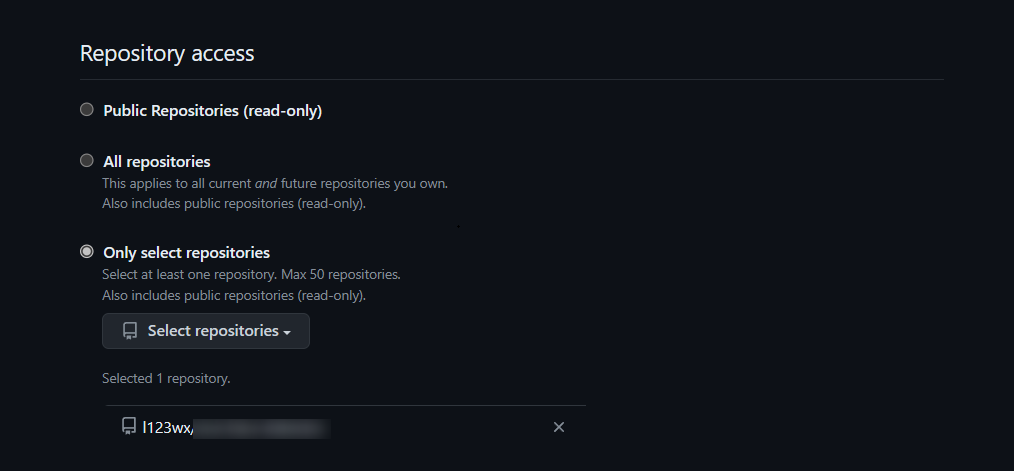 Repository access
Public Repositories (read-only)
All repositories
This applies to all current and future repositories you own.
Also includes public repositories (read-only).
Only select repositories
Select at least one repository. Max 50 repositories.
Also includes public repositories (read-only).
Select repositories
Selected 1 repository.
l123wx/